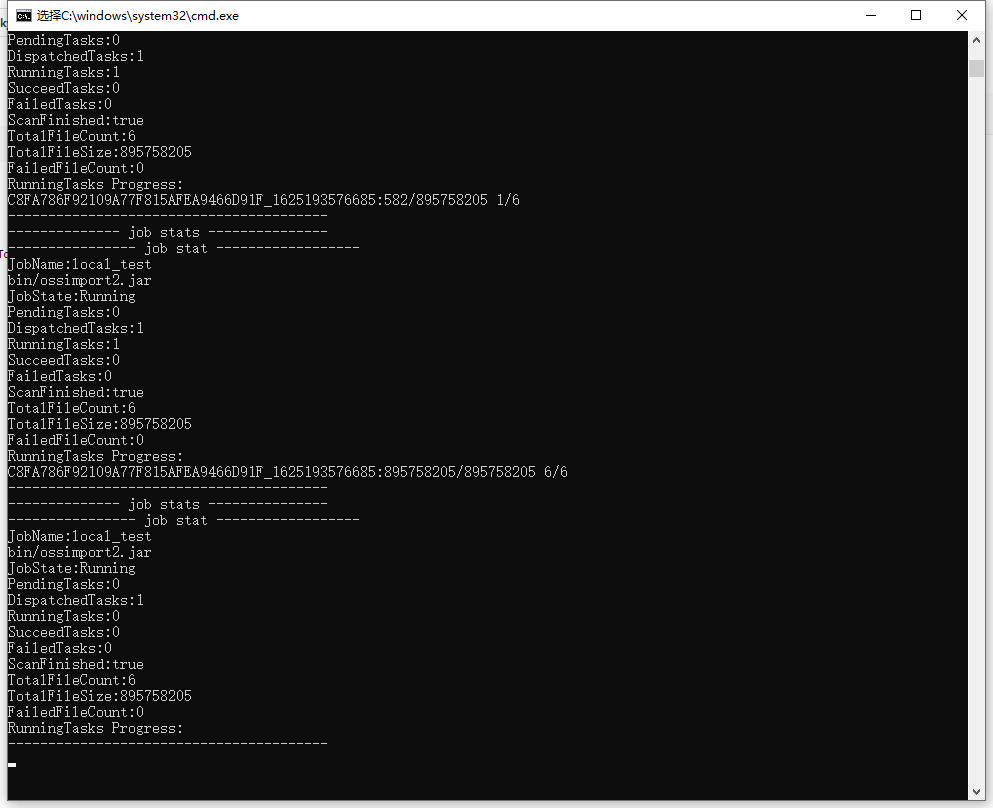 选择C:\windows\system32\cmd.exe
PendingTasks:0
DispatchedTasks:1
RunningTasks:1
SucceedTasks:0
FailedTasks:0
ScanFinished:true
TotalFileCount:6
TotalFileSize:895758205
FailedFileCount:0
RunningTasks Progress:
C8FA786F92109A77F815AFEA9466D91F_1625193576685:582/895758205 1/6
----------------------------------------
-------------- job stats ---------------
---------------- job stat ------------------
JobName:local_test
bin/ossimport2.jar
JobState:Running
PendingTasks:0
DispatchedTasks:1
RunningTasks:1
SucceedTasks:0
FailedTasks:0
ScanFinished:true
TotalFileCount:6
TotalFileSize:895758205
FailedFileCount:0
RunningTasks Progress:
C8FA786F92109A77F815AFEA9466D91F_1625193576685:895758205/895758205 6/6
----------------------------------------
-------------- job stats ---------------
---------------- job stat ------------------
JobName:local_test
bin/ossimport2.jar
JobState:Running
PendingTasks:0
DispatchedTasks:1
RunningTasks:0
SucceedTasks:0
FailedTasks:0
ScanFinished:true
TotalFileCount:6
TotalFileSize:895758205
FailedFileCount:0
RunningTasks Progress:
----------------------------------------